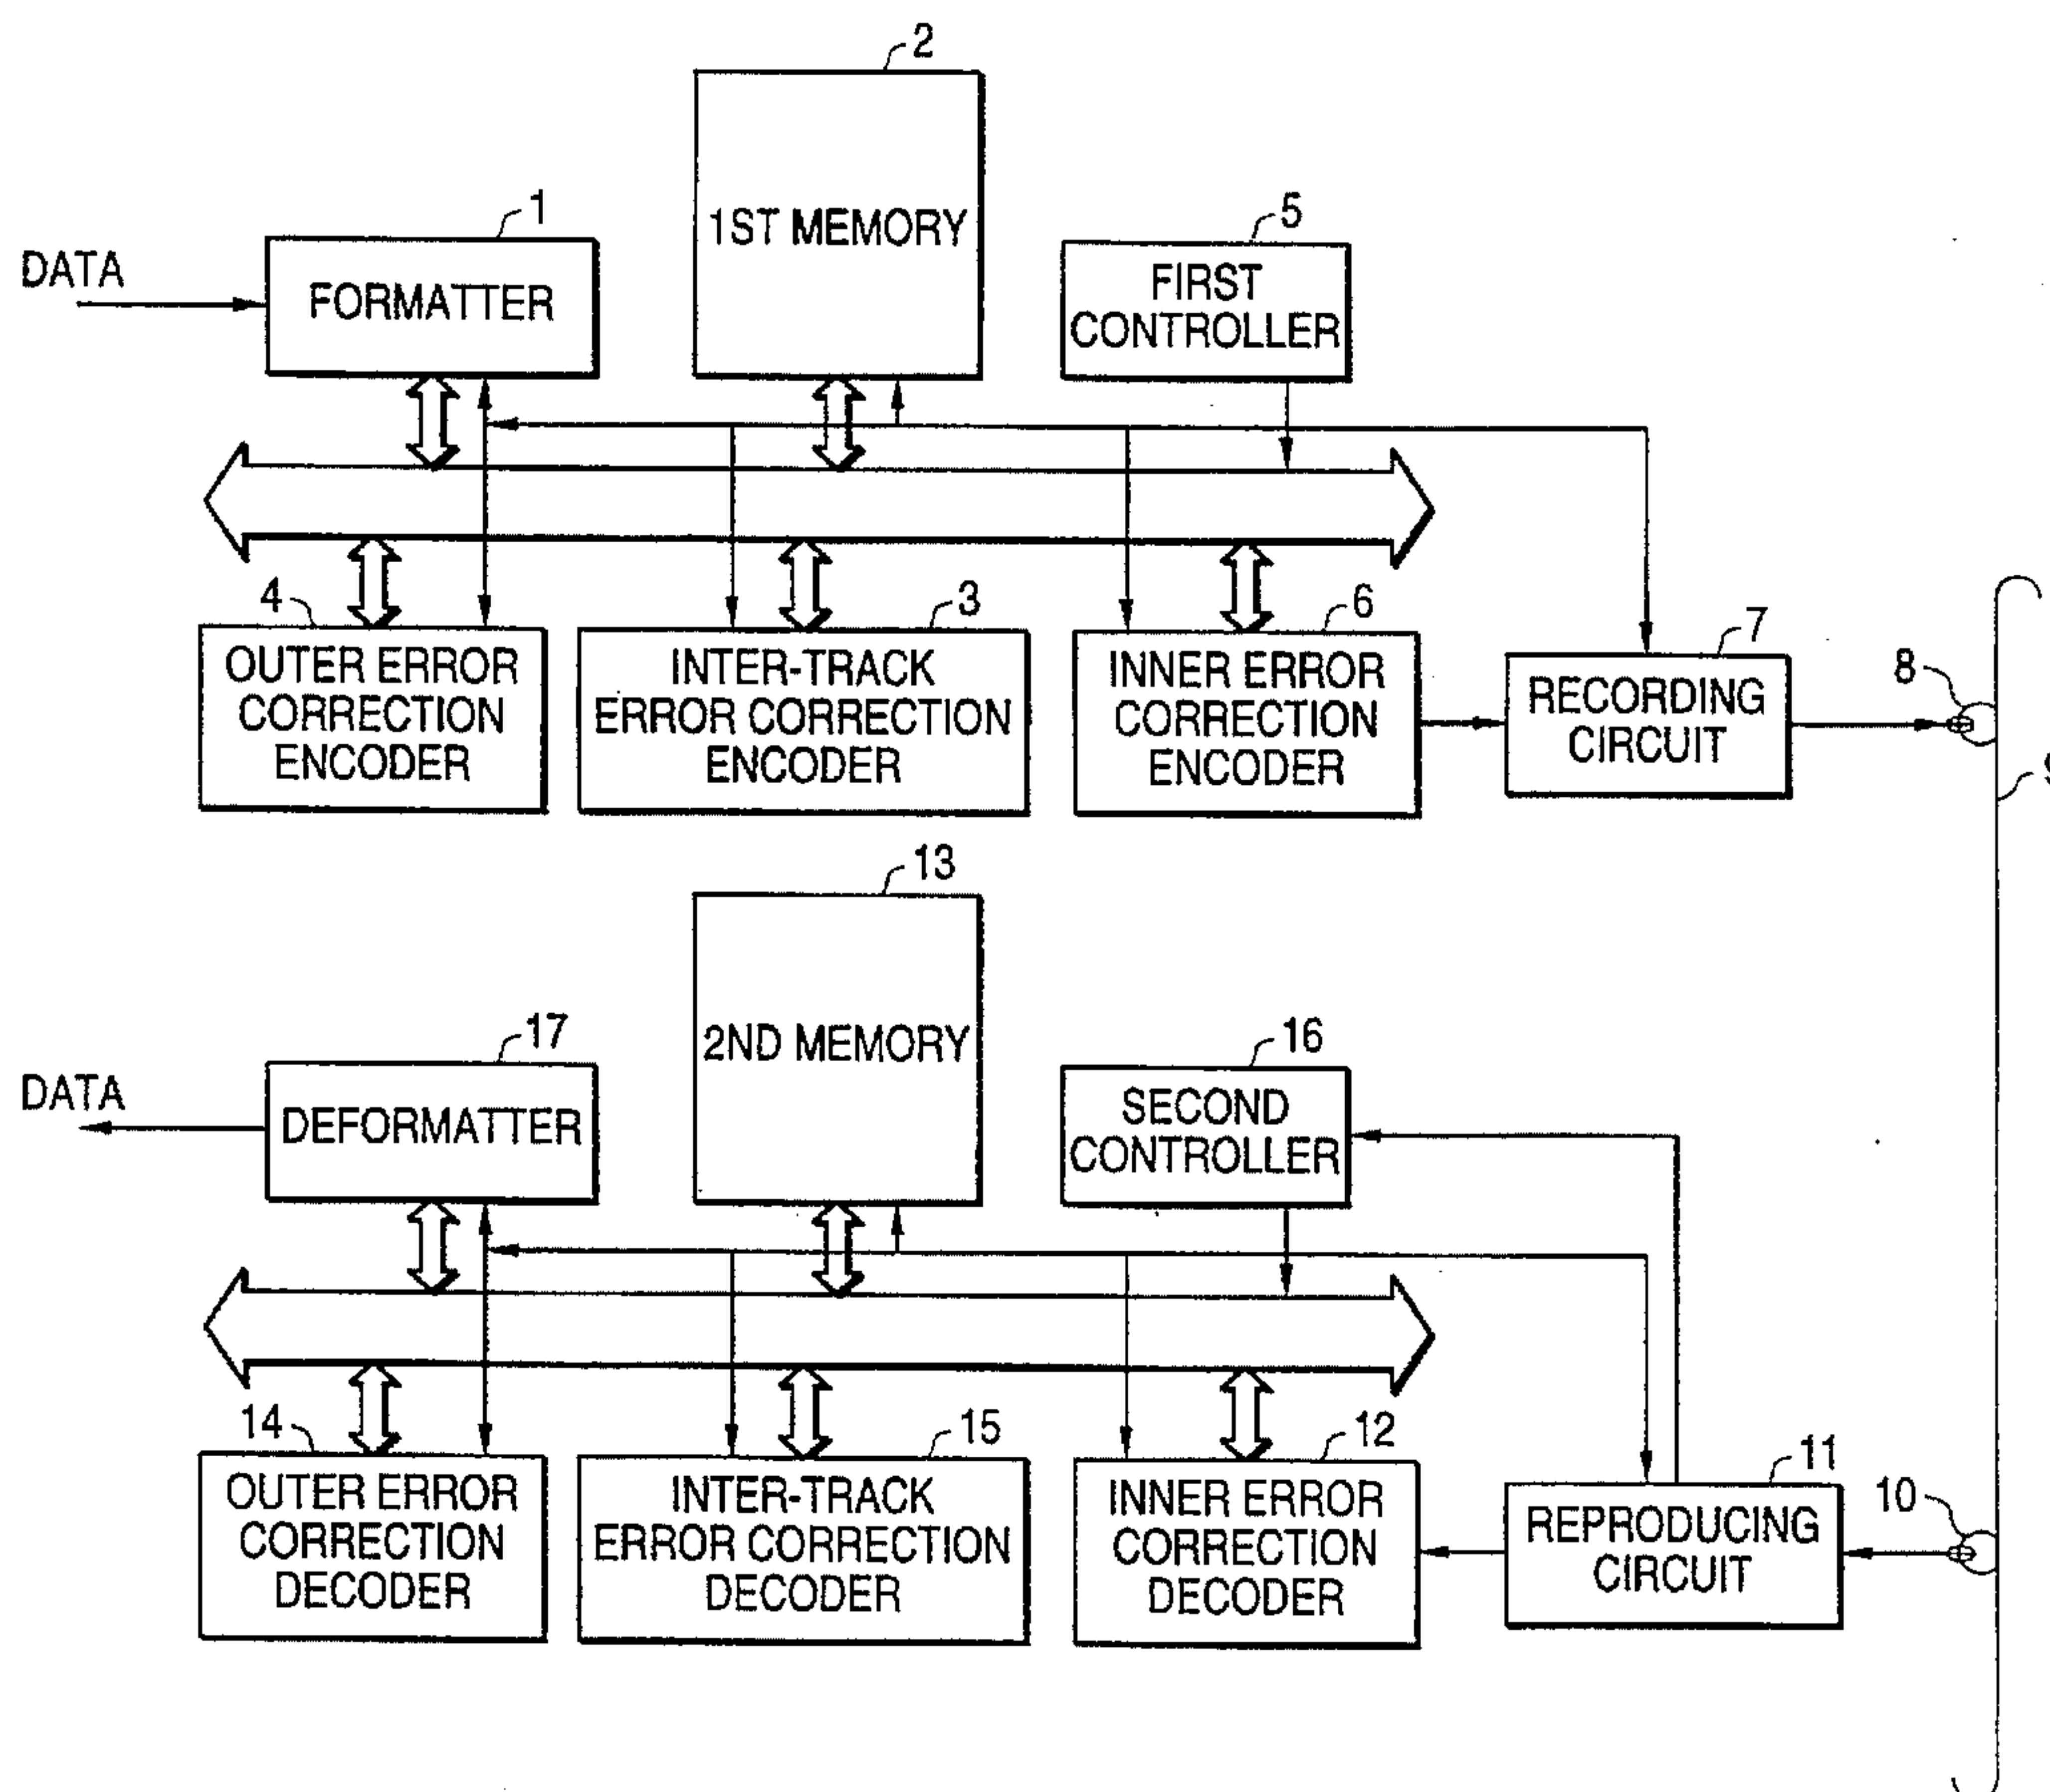 2
1
5
DATA
FORMATTER
1ST MEMORY
FIRST
CONTROLLER
4
3
6
7
8
OUTER ERROR
CORRECTION
ENCODER
INTER-TRACK
ERROR CORRECTION
ENCODER
INNER ERROR
CORRECTION
ENCODER
RECORDING
CIRCUIT
13
17
16
DATA
DEFORMATTER
2ND MEMORY
SECOND
CONTROLLER
14
15
12
11
10
OUTER ERROR
CORRECTION
DECODER
INTER-TRACK
ERROR CORRECTION
DECODER
INNER ERROR
CORRECTION
DECODER
REPRODUCING
CIRCUIT